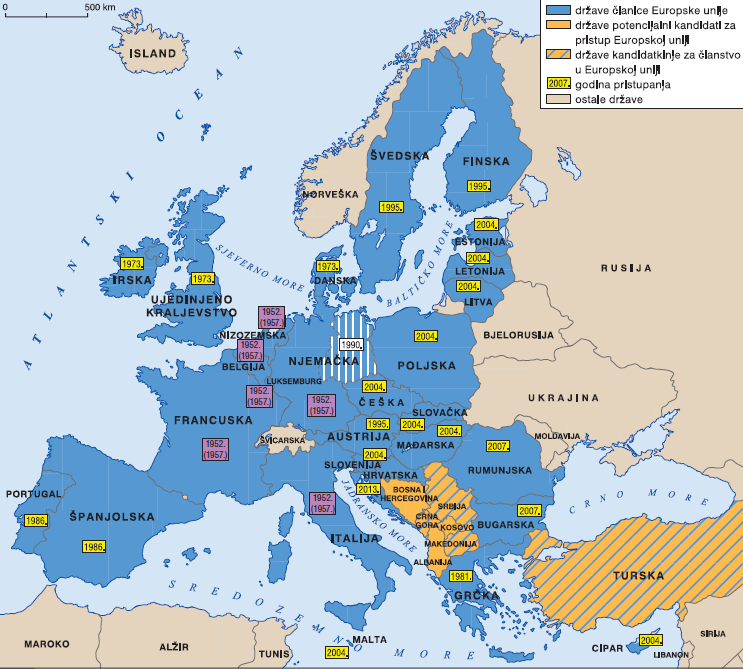 0 500 km
države članice Europske unije
države potencijalni kandidati za
pristup Europskoj uniji
države kandidatkinje za članstvo
u Europskoj uniji
2007. godina pristupanja
ostale države
ISLAND
ATLANTSKI OCEAN
ŠVEDSKA
1995.
FINSKA
1995.
NORVEŠKA
RUSIJA
2004.
ESTONIJA
2004.
LETONIJA
2004.
LITVA
BALTIČKO MORE
SJEVERNO MORE
1973.
DANSKA
1973.
IRSKA
1973.
UJEDINJENO
KRALJEVSTVO
1952.
(1957.)
NIZOZEMSKA
1952.
(1957.)
BELGIJA
1990.
NJEMAČKA
1952.
(1957.)
LUKSEMBURG
1952.
(1957.)
2004.
POLJSKA
BJELORUSIJA
UKRAJINA
MOLDAVIJA
2004.
ČEŠKA
SLOVAČKA
2004.
2004.
MAĐARSKA
1995.
AUSTRIJA
ŠVICARSKA
FRANCUSKA
1952.
(1957.)
2004.
SLOVENIJA
HRVATSKA
2013.
2007.
RUMUNJSKA
2007.
BUGARSKA
BOSNA I
HERCEGOVINA
SRBIJA
CRNA
GORA
KOSOVO
MAKEDONIJA
ALBANIJA
JADRANSKO MORE
CRNO MORE
1952.
(1957.)
ITALIJA
PORTUGAL
1986.
ŠPANJOLSKA
1986.
1981.
GRČKA
TURSKA
SREDOZEMNO MORE
MALTA
2004.
CIPAR
2004.
LIBANON
SIRIJA
MAROKO
ALŽIR
TUNIS